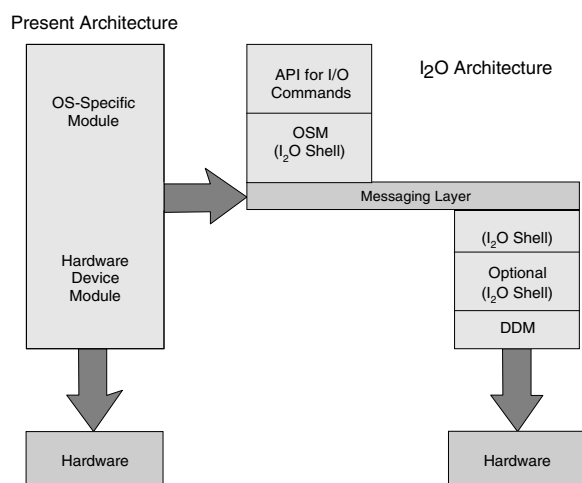 Present Architecture
OS-Specific
Module
Hardware
Device
Module
Hardware
I₂O Architecture
API for I/O
Commands
OSM
(I₂O Shell)
Messaging Layer
(I₂O Shell)
Optional
(I₂O Shell)
DDM
Hardware